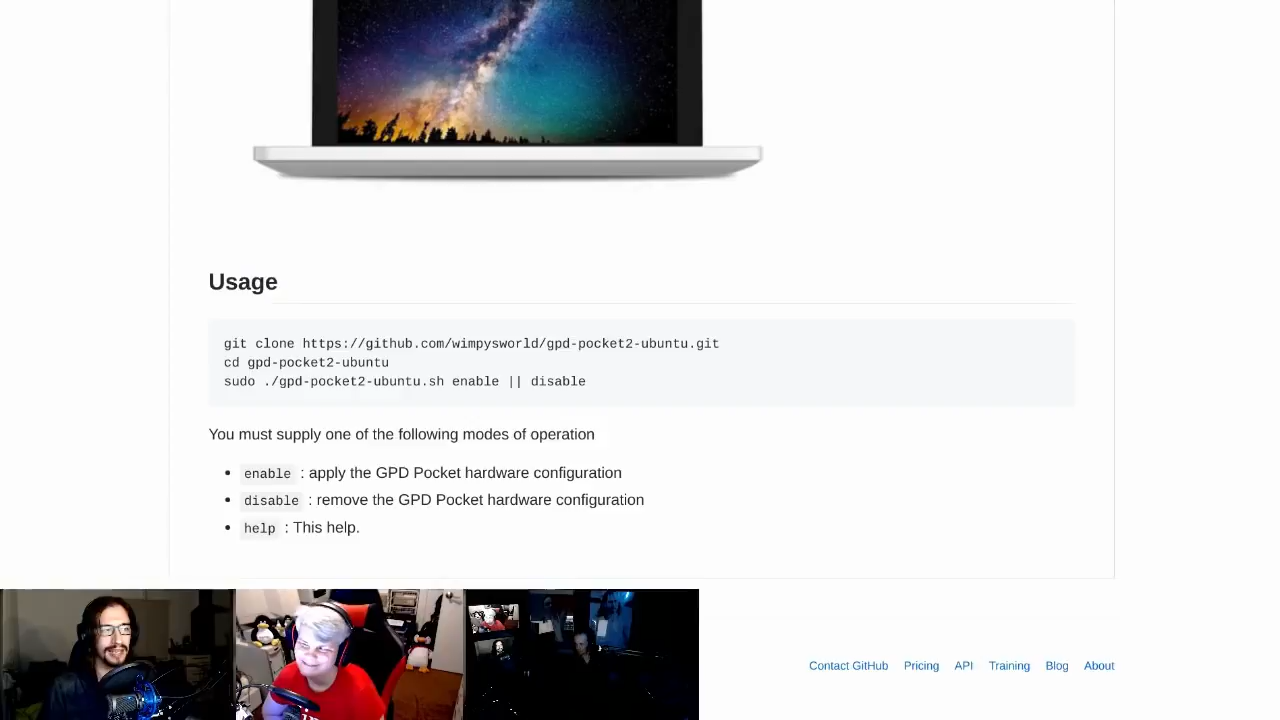 Usage
git clone https://github.com/wimpysworld/gpd-pocket2-ubuntu.git
cd gpd-pocket2-ubuntu
sudo ./gpd-pocket2-ubuntu.sh enable || disable
You must supply one of the following modes of operation
enable : apply the GPD Pocket hardware configuration
disable : remove the GPD Pocket hardware configuration
help : This help.
Contact GitHub Pricing API Training Blog About